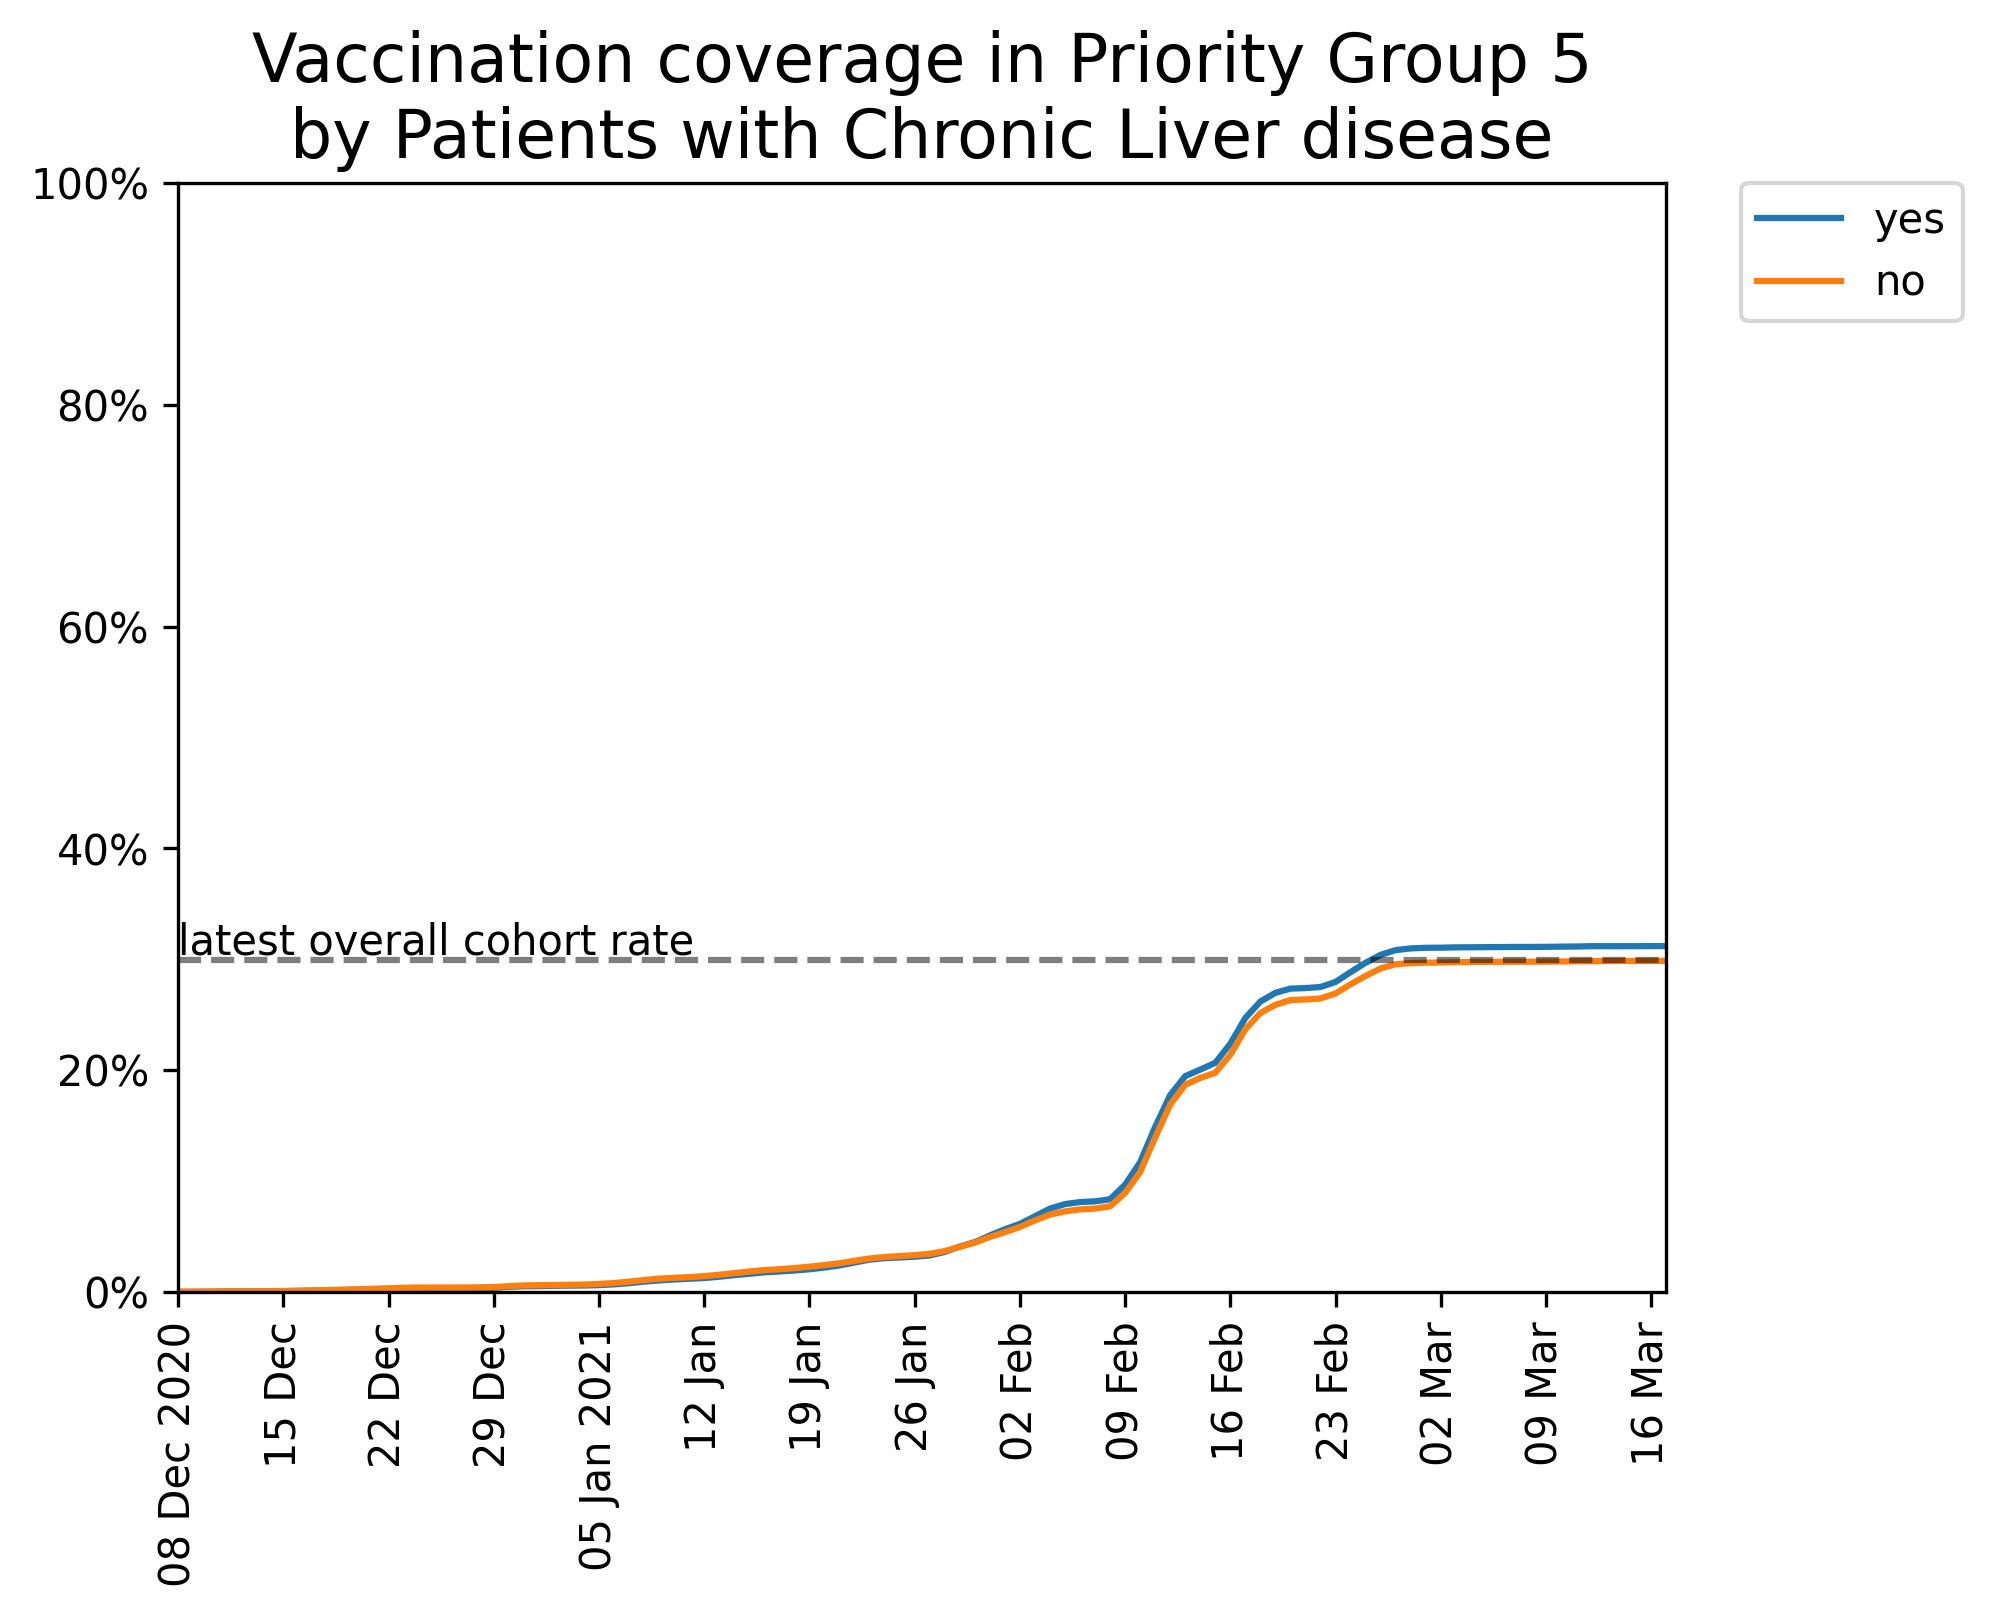 Vaccination coverage in Priority Group 5
by Patients with Chronic Liver disease
100%
80%
60%
40%
20%
0%
latest overall cohort rate
yes
no
08 Dec 2020
15 Dec
22 Dec
29 Dec
05 Jan 2021
12 Jan
19 Jan
26 Jan
02 Feb
09 Feb
16 Feb
23 Feb
02 Mar
09 Mar
16 Mar